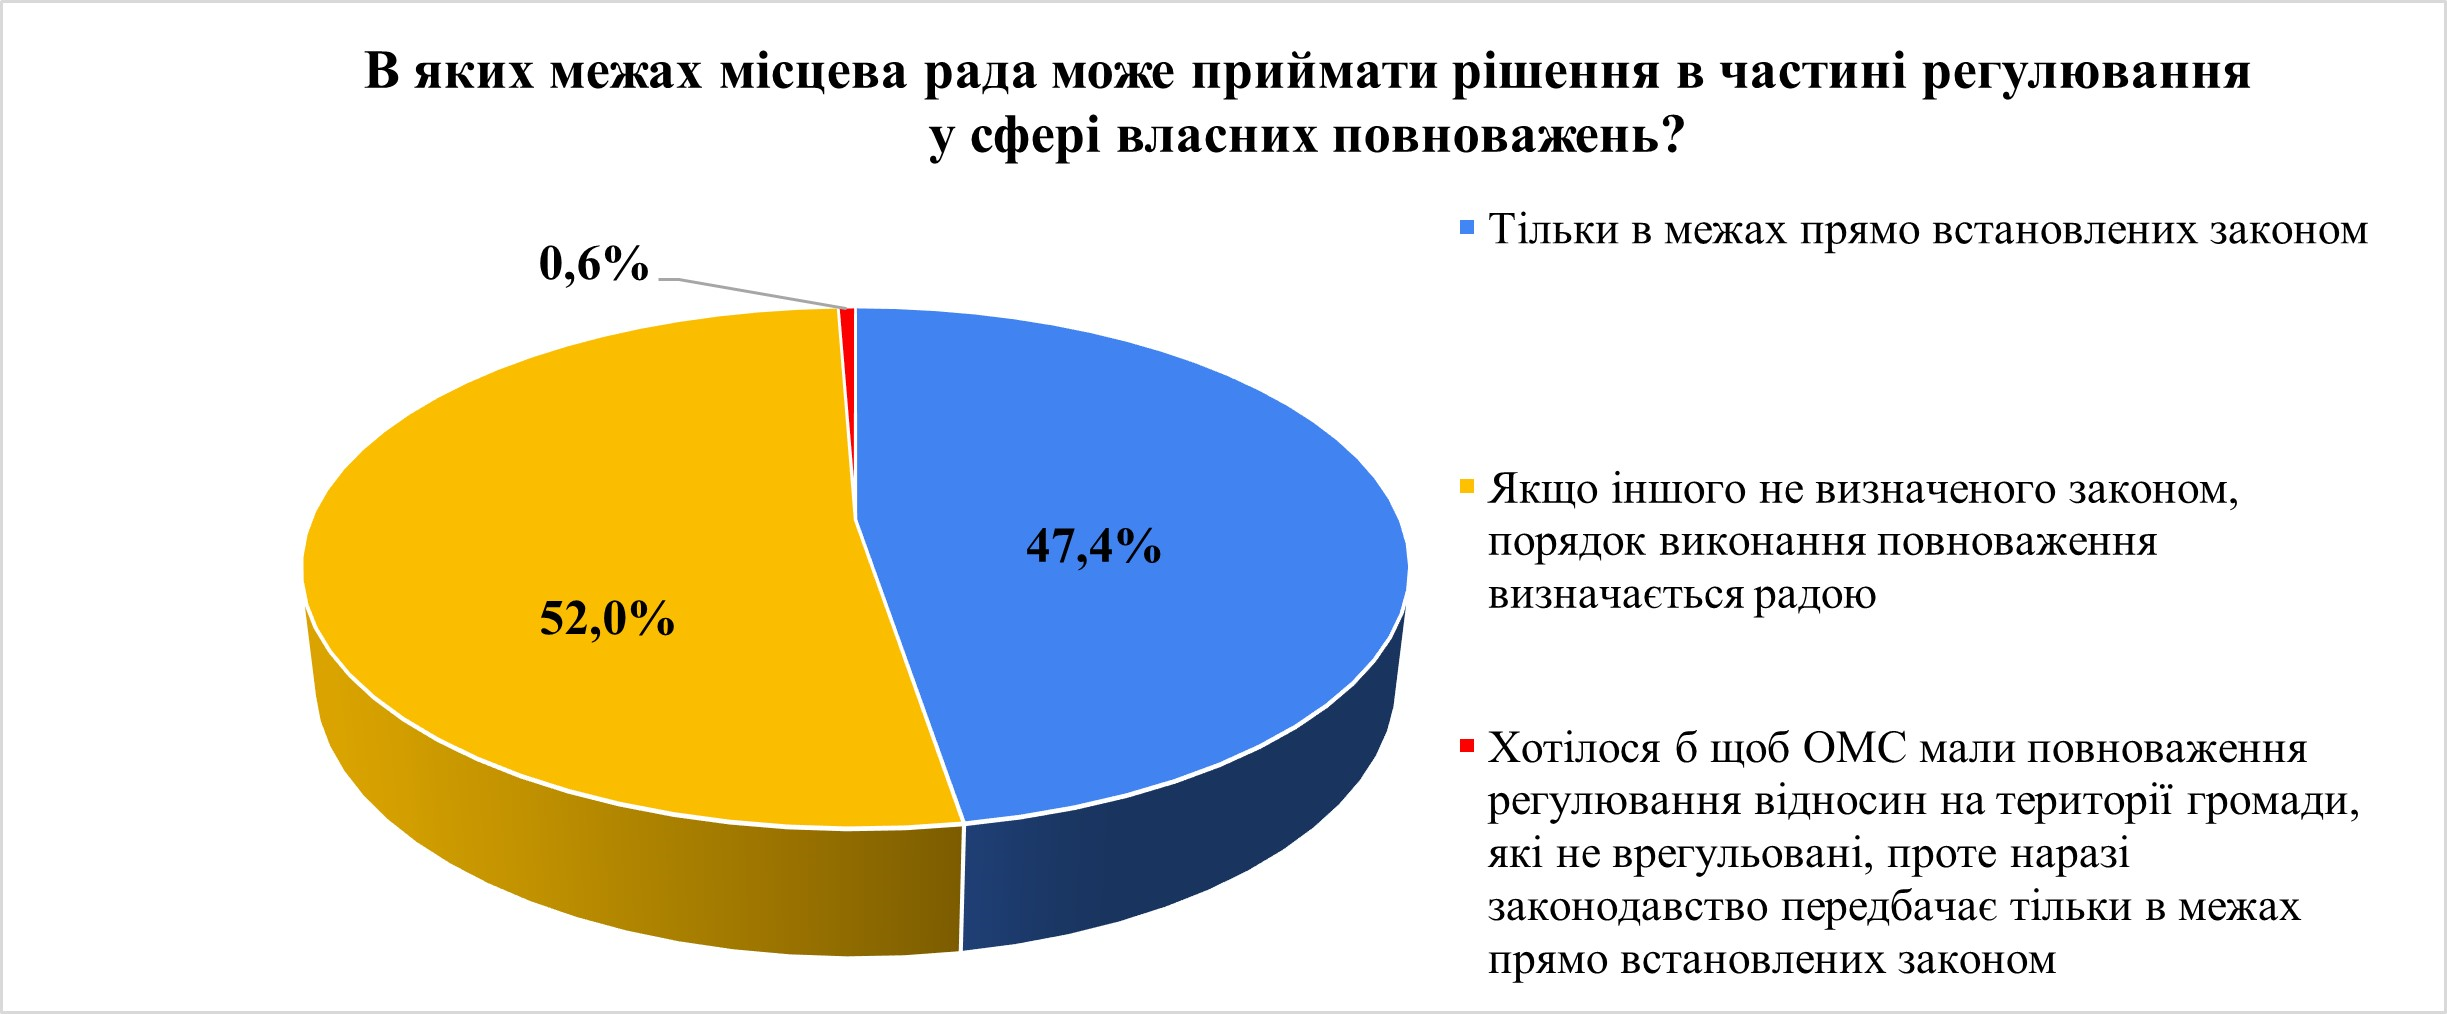 В яких межах місцева рада може приймати рішення в частині регулювання
у сфері власних повноважень?
0,6%
47,4%
52,0%
Тільки в межах прямо встановлених законом
Якщо іншого не визначеного законом,
порядок виконання повноваження
визначається радою
Хотілося б щоб ОМС мали повноваження
регулювання відносин на території громади,
які не врегульовані, проте наразі
законодавство передбачає тільки в межах
прямо встановлених законом